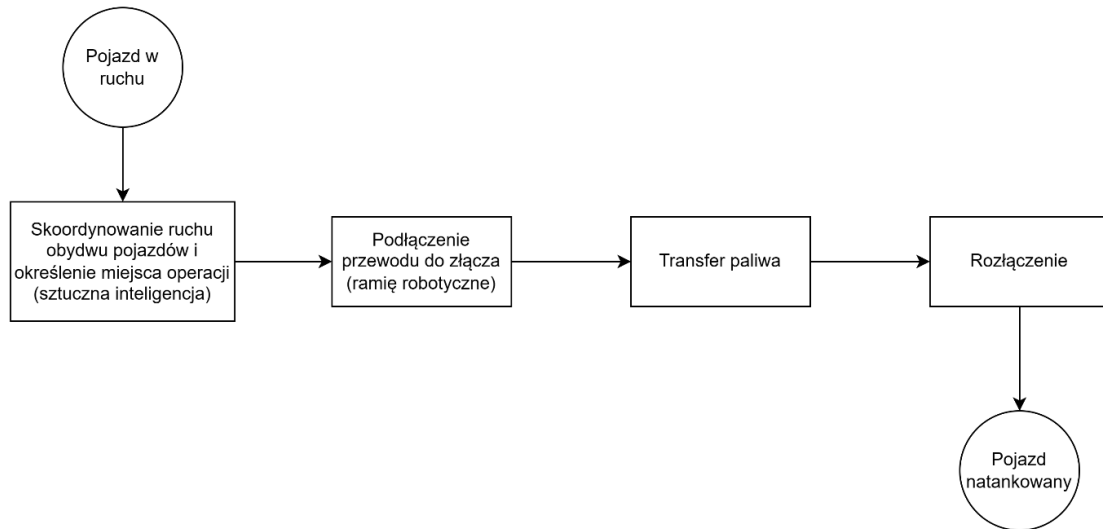 Pojazd w
ruchu
Skoordynowanie ruchu
obydwu pojazdów i
określenie miejsca operacji
(sztuczna inteligencja)
Podłączenie
przewodu do złącza
(ramię robotyczne)
Transfer paliwa
Rozłączenie
Pojazd
natankowany